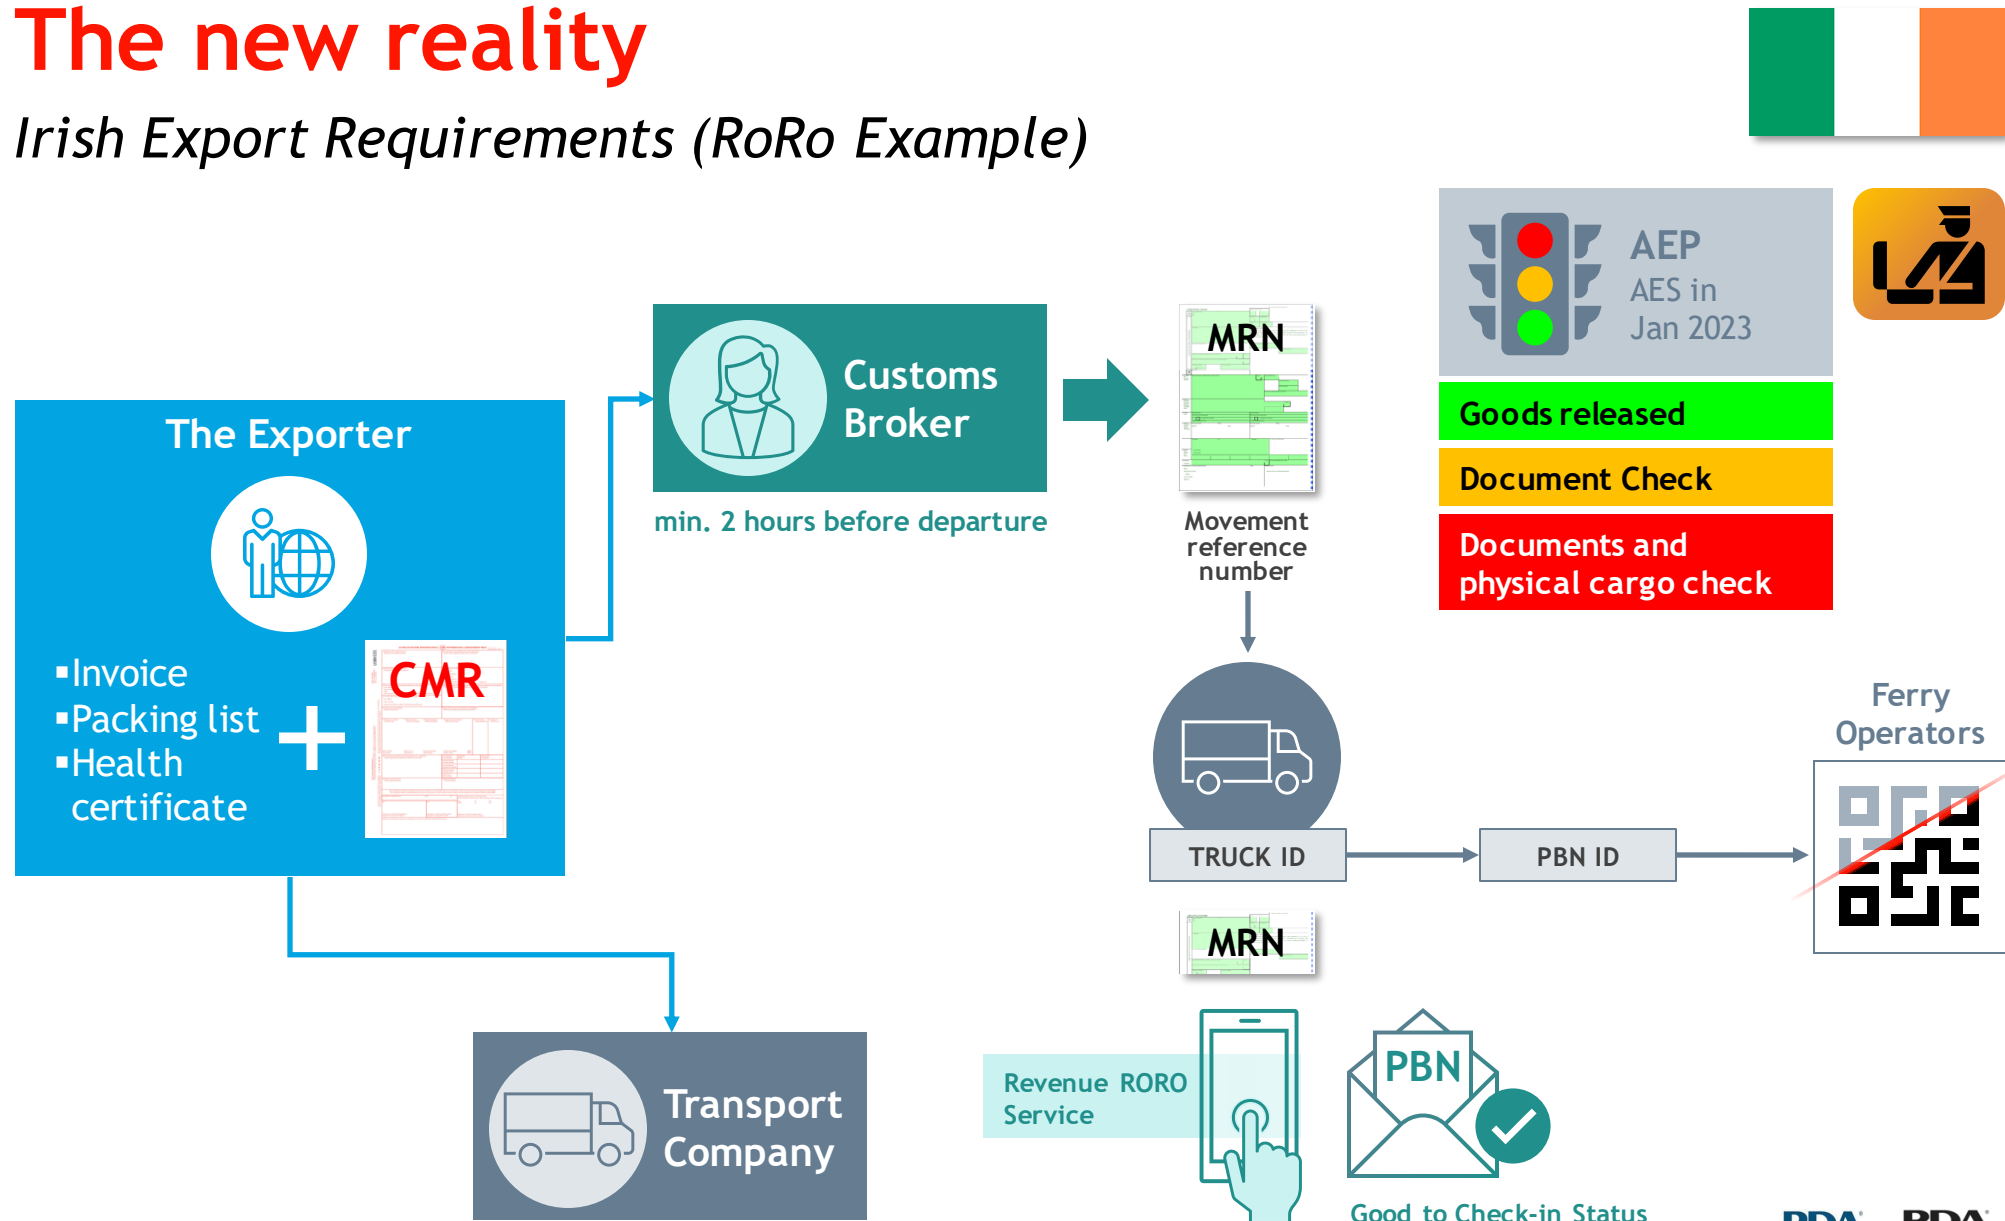 The new reality
Irish Export Requirements (RoRo Example)
AEP
AES in
Jan 2023
Goods released
Document Check
Documents and
physical cargo check
The Exporter
▪Invoice
▪Packing list
▪Health
certificate
CMR
Customs
Broker
min. 2 hours before departure
MRN
Movement
reference
number
TRUCK ID
PBN ID
Ferry
Operators
MRN
Transport
Company
Revenue RORO
Service
PBN
Good to Check-in Status